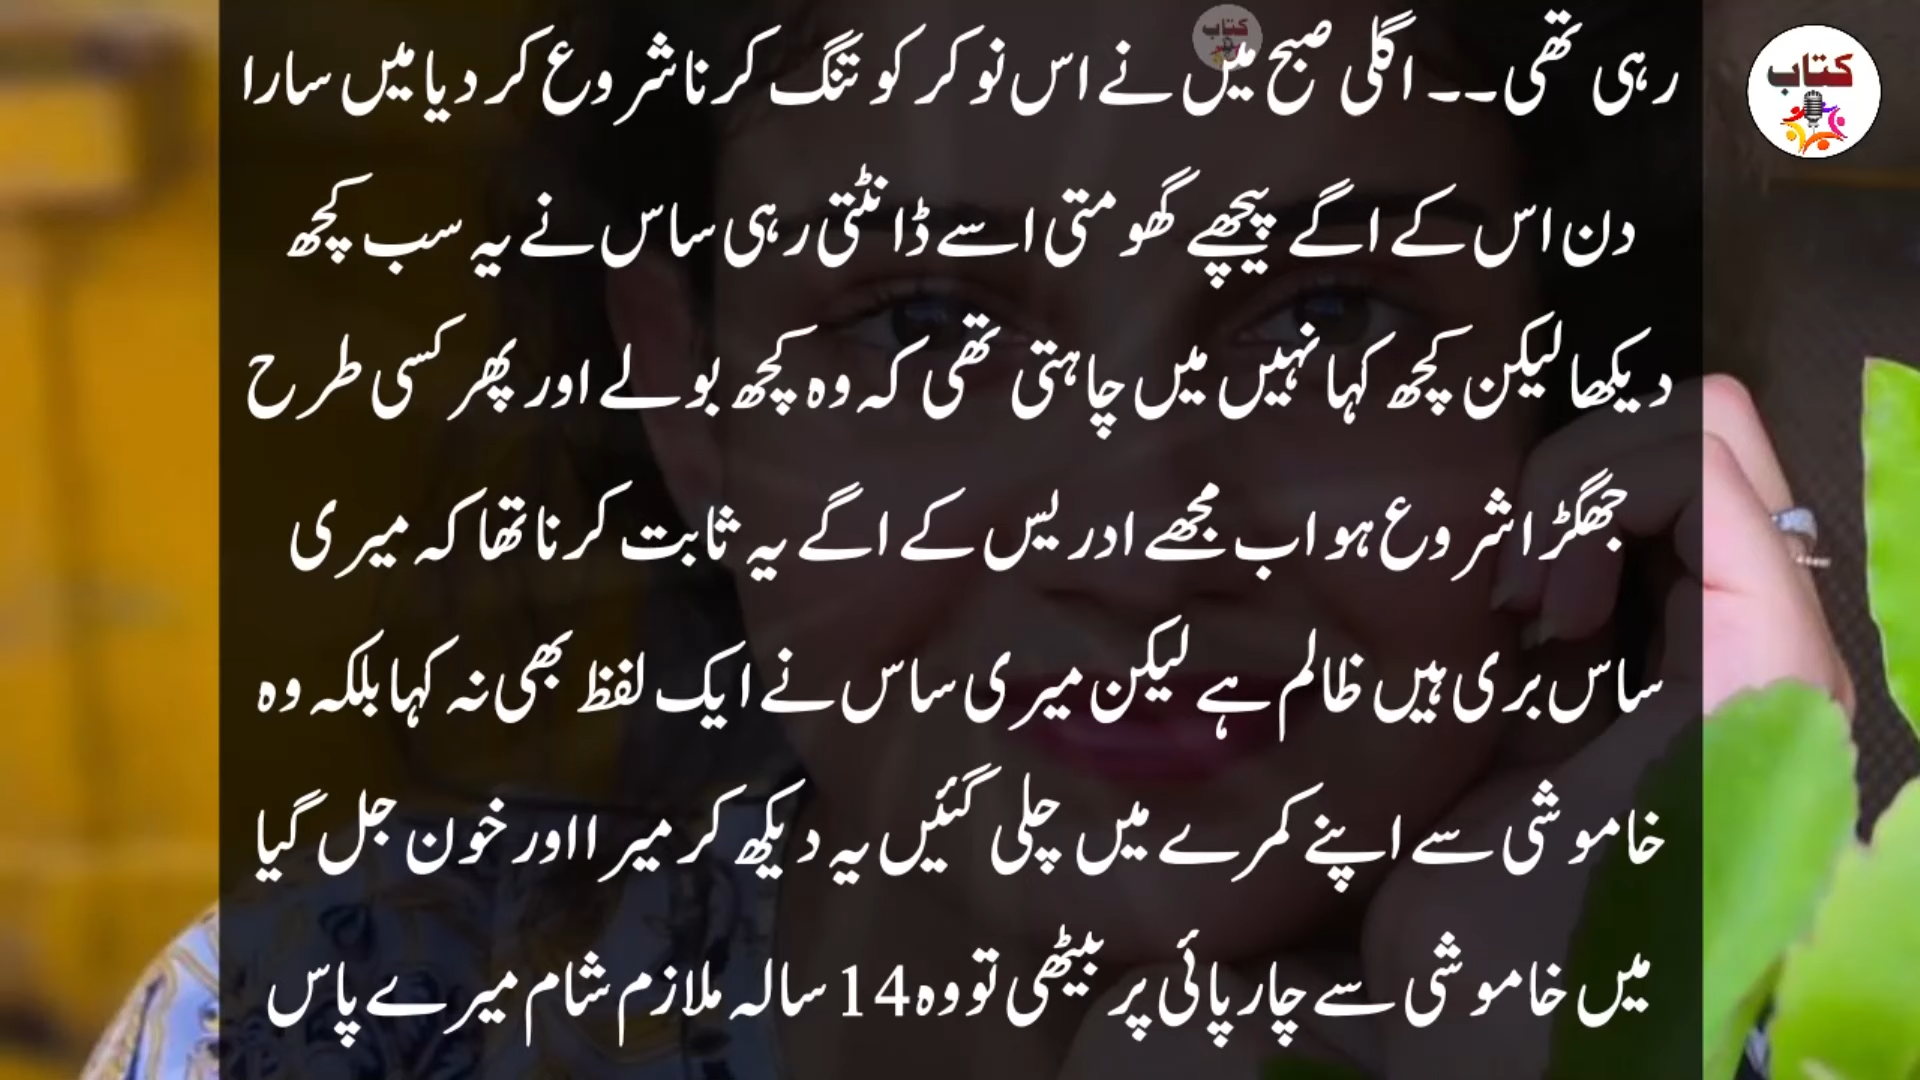 کتاب
کتاب
رہی تھی۔۔ اگلی صبح میں نے اس نوکر کو تنگ کرنا شروع کر دیا میں سارا
دن اس کے اگے پیچھے گھومتی اسے ڈانٹتی رہی ساس نے یہ سب کچھ
دیکھا لیکن کچھ کہا نہیں میں چاہتی تھی کہ وہ کچھ بولے اور پھر کسی طرح
جھگڑا شروع ہو اب مجھے ادریس کے اگے یہ ثابت کرنا تھا کہ میری
ساس بری ہیں ظالم ہے لیکن میری ساس نے ایک لفظ بھی نہ کہا بلکہ وہ
خاموشی سے اپنے کمرے میں چلی گئیں یہ دیکھ کر میرا اور خون جل گیا
میں خاموشی سے چارپائی پر بیٹھی تو وہ 14 سالہ ملازم شام میرے پاس